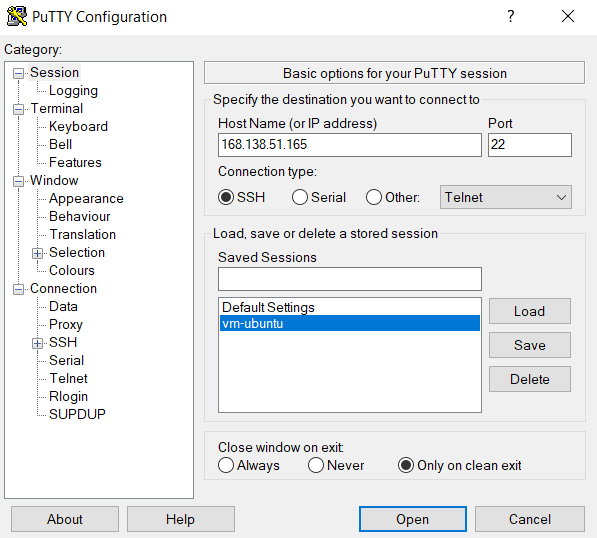 PuTTY Configuration
?
Category:
Session
Logging
Terminal
Keyboard
Bell
Features
Window
Appearance
Behaviour
Translation
Selection
Colours
Connection
Data
Proxy
SSH
Serial
Telnet
Rlogin
SUPDUP
Basic options for your PuTTY session
Specify the destination you want to connect to
Host Name (or IP address) Port
168.138.51.165 22
Connection type:
SSH Serial Other: Telnet
Load, save or delete a stored session
Saved Sessions
Default Settings
vm-ubuntu
Load
Save
Delete
Close window on exit:
Always Never Only on clean exit
About Help Open Cancel